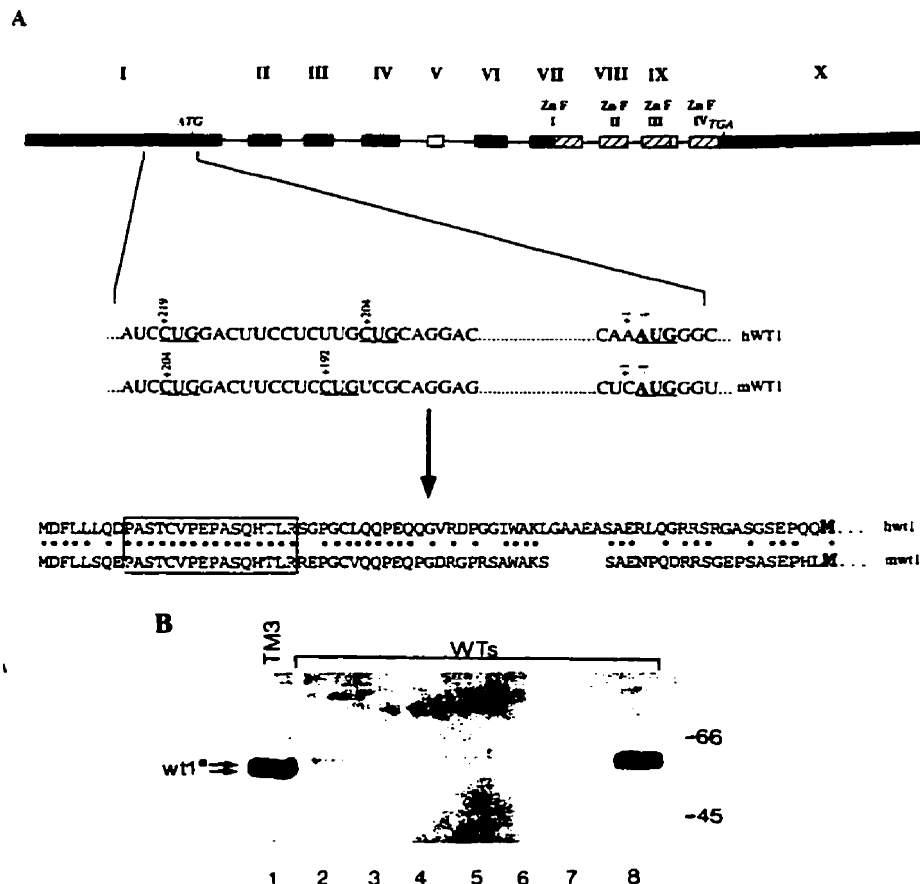 A
I II III IV V VI VII VIII IX X
Zn F Zn F Zn F Zn F
ATG I II III IV TGA
+219 +204 +1
...AUCCUGGACUUCCUCUUGCUGCAGGAC........................CAAAUGGGC... hWT1
+204 +192 +1
...AUCCUGGACUUCCUCCUGUCGCAGGAG........................CUCAUGGGU... mWT1
MDFLLLQDPASTCVPEPASQHTLRSGPGCLQQPEQQGVRDPGGIWAKLGAAEASAERLQGRRSRGASGSEPQQM... hwt1
MDFLLSQEPASTCVPEPASQHTLRREPGCVQQPEQPGDRGPRSAWAKS SAENPQDRRSGEPSASEPHLM... mwt1
B
TM3 WTs
-66
wt1*
-45
1 2 3 4 5 6 7 8